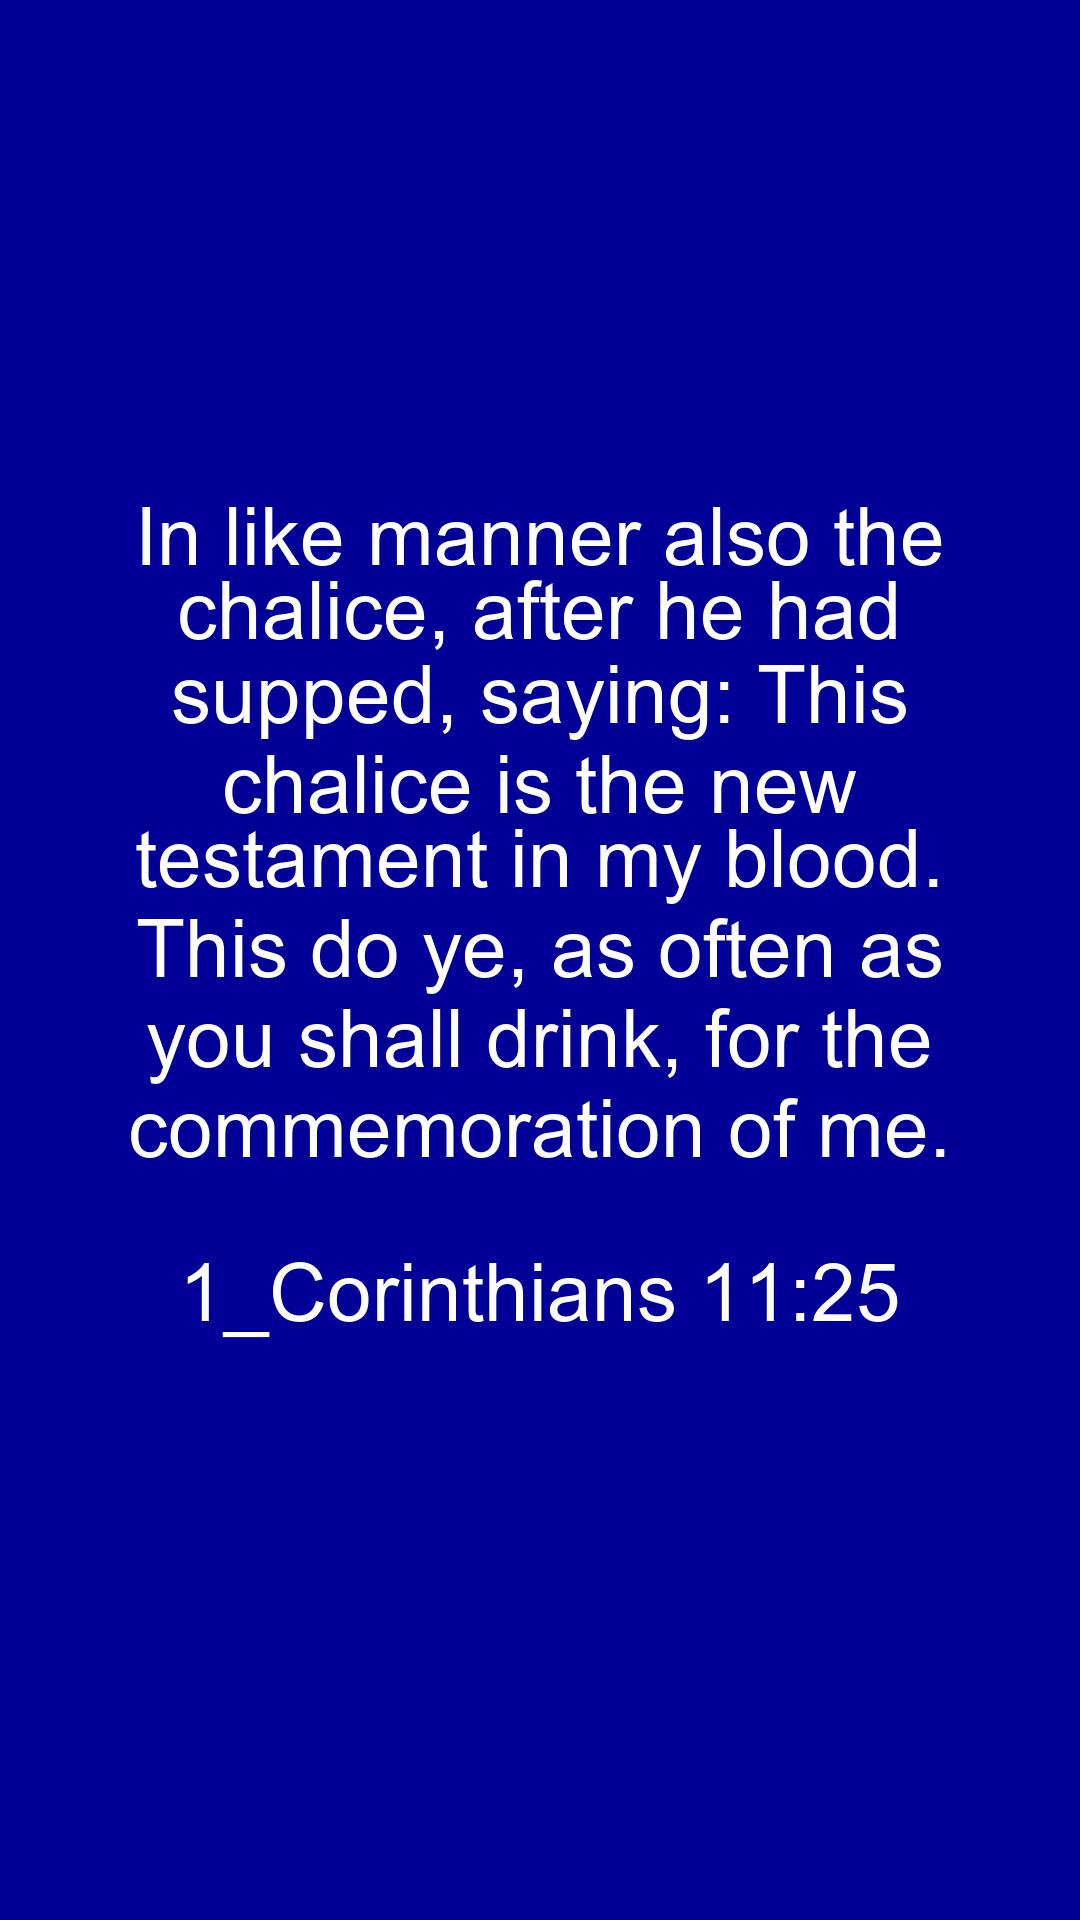 In like manner also the
chalice, after he had
supped, saying: This
chalice is the new
testament in my blood.
This do ye, as often as
you shall drink, for the
commemoration of me.
1_Corinthians 11:25